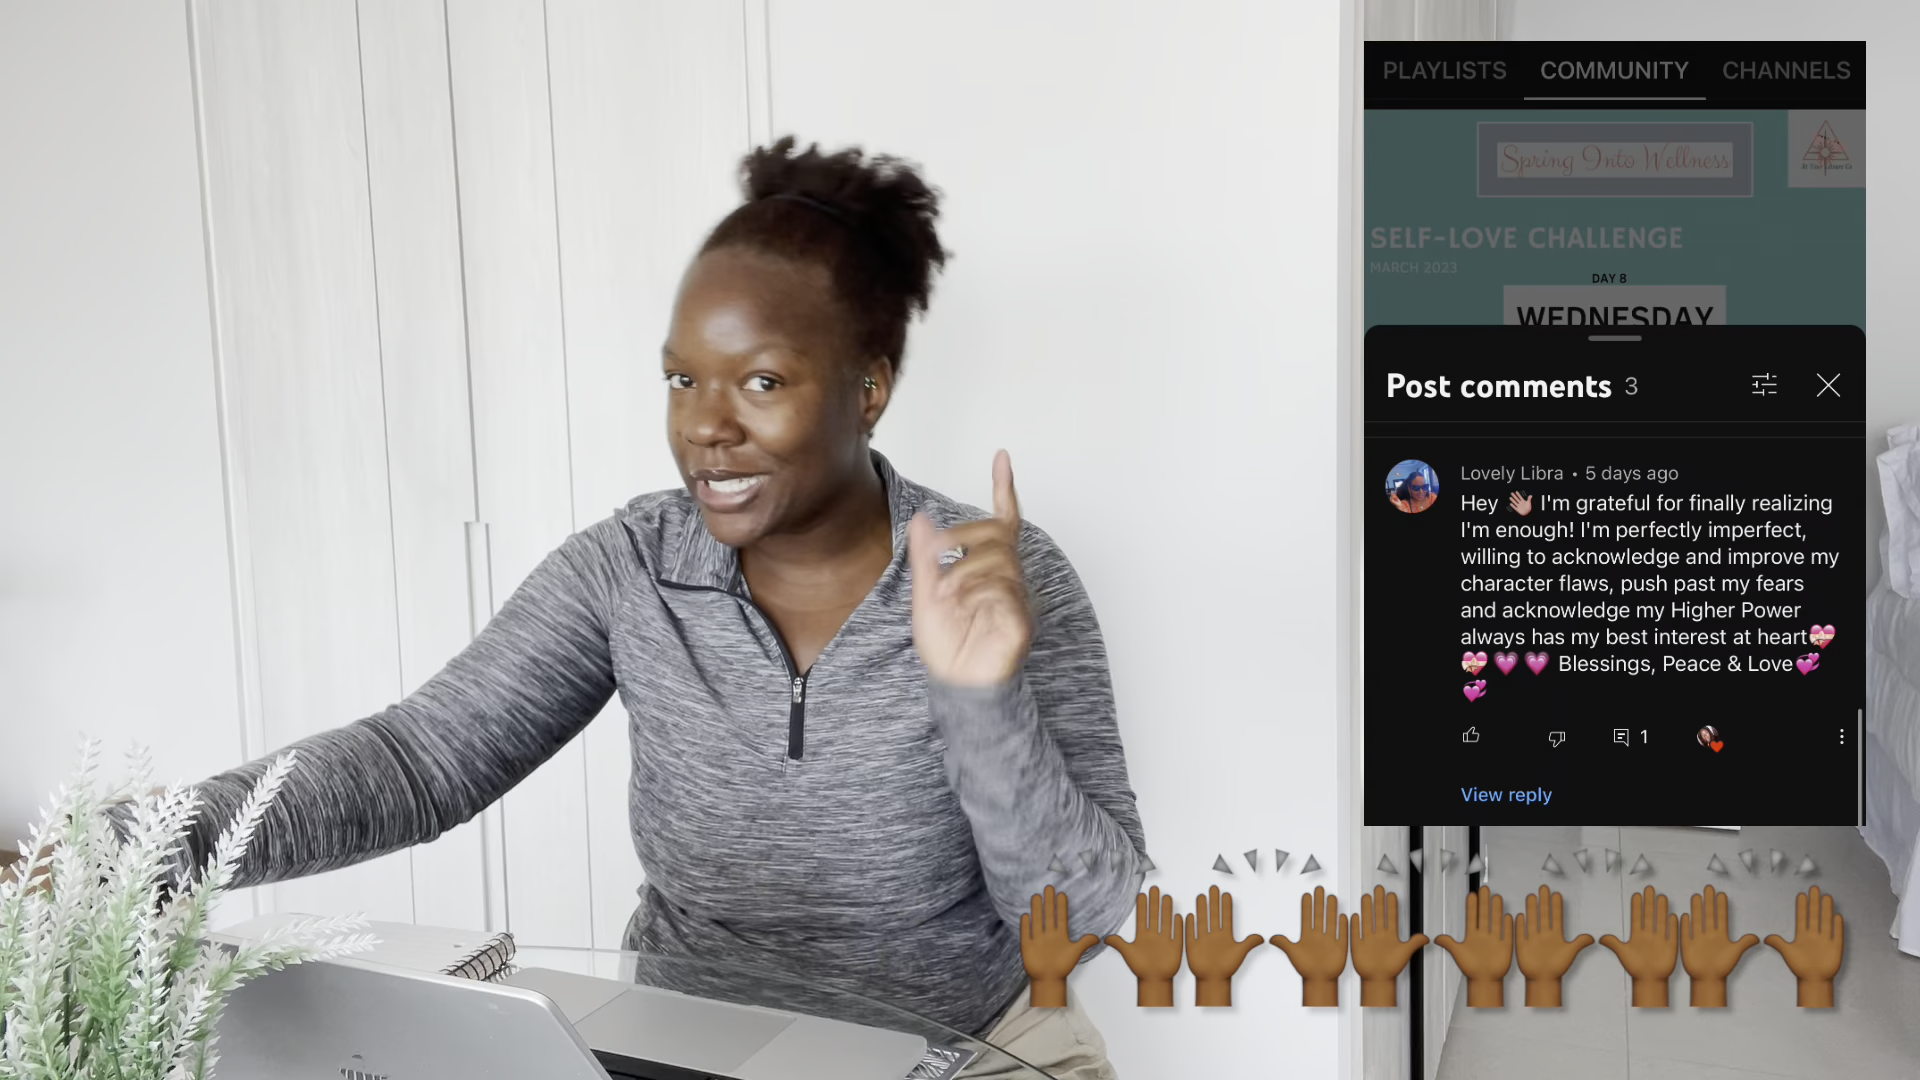 PLAYLISTS COMMUNITY CHANNELS
Spring Into Wellness
SELF-LOVE CHALLENGE
MARCH 2023
DAY 8
WEDNESDAY
Post comments 3
Lovely Libra • 5 days ago
Hey 👋🏽 I'm grateful for finally realizing
I'm enough! I'm perfectly imperfect,
willing to acknowledge and improve my
character flaws, push past my fears
and acknowledge my Higher Power
always has my best interest at heart💝
💝💗💗 Blessings, Peace & Love💞
💞
1
View reply